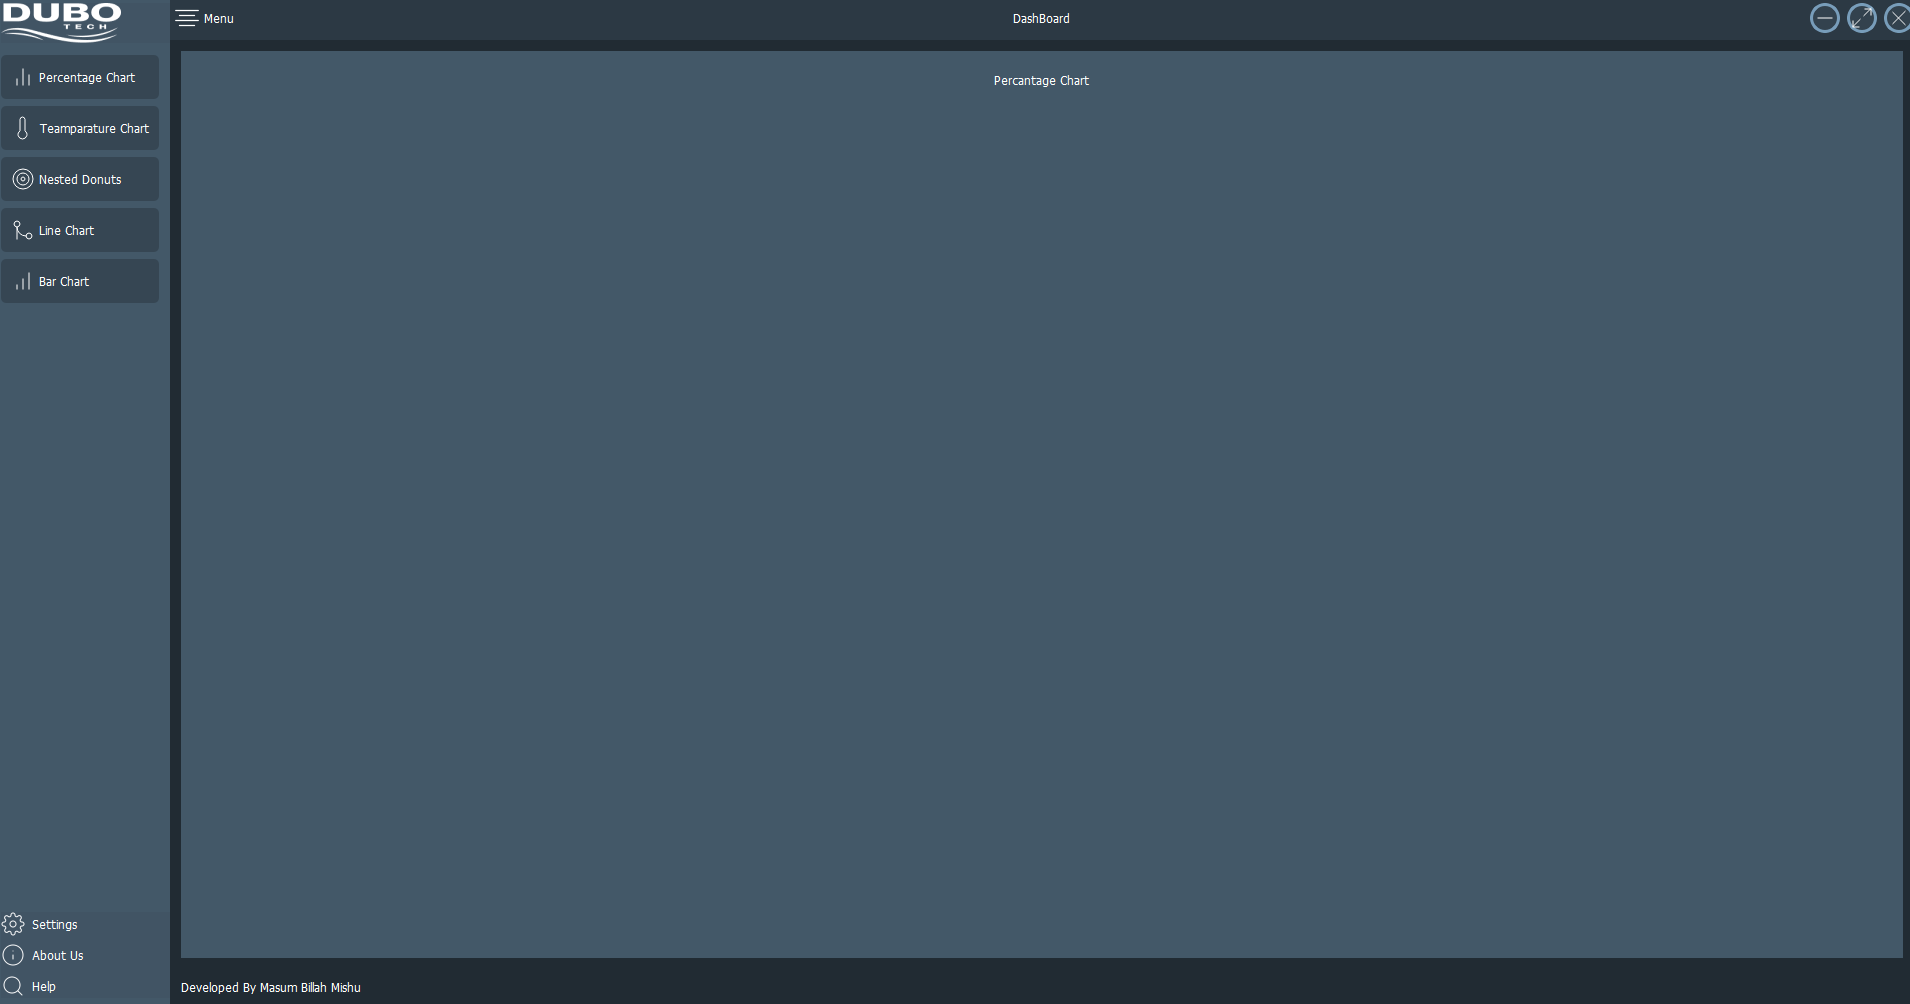 DUBO
TECH
Menu
DashBoard
Percentage Chart
Teamparature Chart
Nested Donuts
Line Chart
Bar Chart
Percantage Chart
Settings
About Us
Help
Developed By Masum Billah Mishu